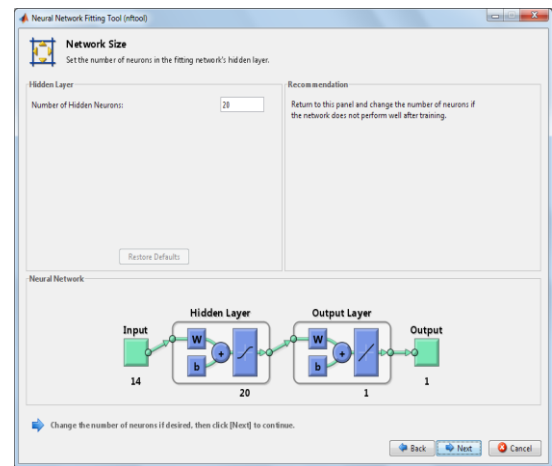 Neural Network Fitting Tool (nftool)
Network Size
Set the number of neurons in the fitting network's hidden layer.
Hidden Layer
Number of Hidden Neurons: 20
Restore Defaults
Recommendation
Return to this panel and change the number of neurons if
the network does not perform well after training.
Neural Network
Hidden Layer
Output Layer
Input
Output
W
b
+
W
b
+
14
20
1
1
Change the number of neurons if desired, then click [Next] to continue.
Back
Next
Cancel